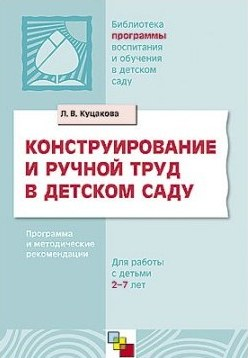 Библиотека
программы
воспитания
и обучения
в детском
саду
Л. В. Куцакова
КОНСТРУИРОВАНИЕ
И РУЧНОЙ ТРУД
В ДЕТСКОМ САДУ
Программа
и методические
рекомендации
Для работы
с детьми
2–7 лет